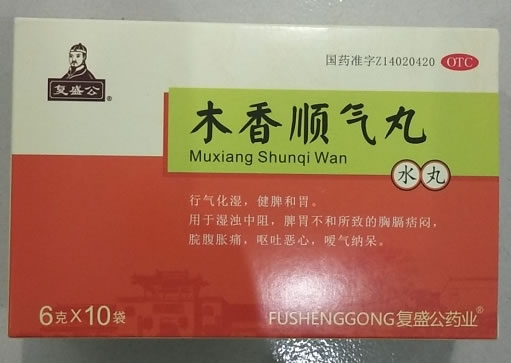 国药准字Z14020420 OTC
复盛公®
木香顺气丸
Muxiang Shunqi Wan
水丸
行气化湿，健脾和胃。
用于湿浊中阻，脾胃不和所致的胸膈痞闷，
脘腹胀痛，呕吐恶心，嗳气纳呆。
6克×10袋
FUSHENGGONG复盛公药业®